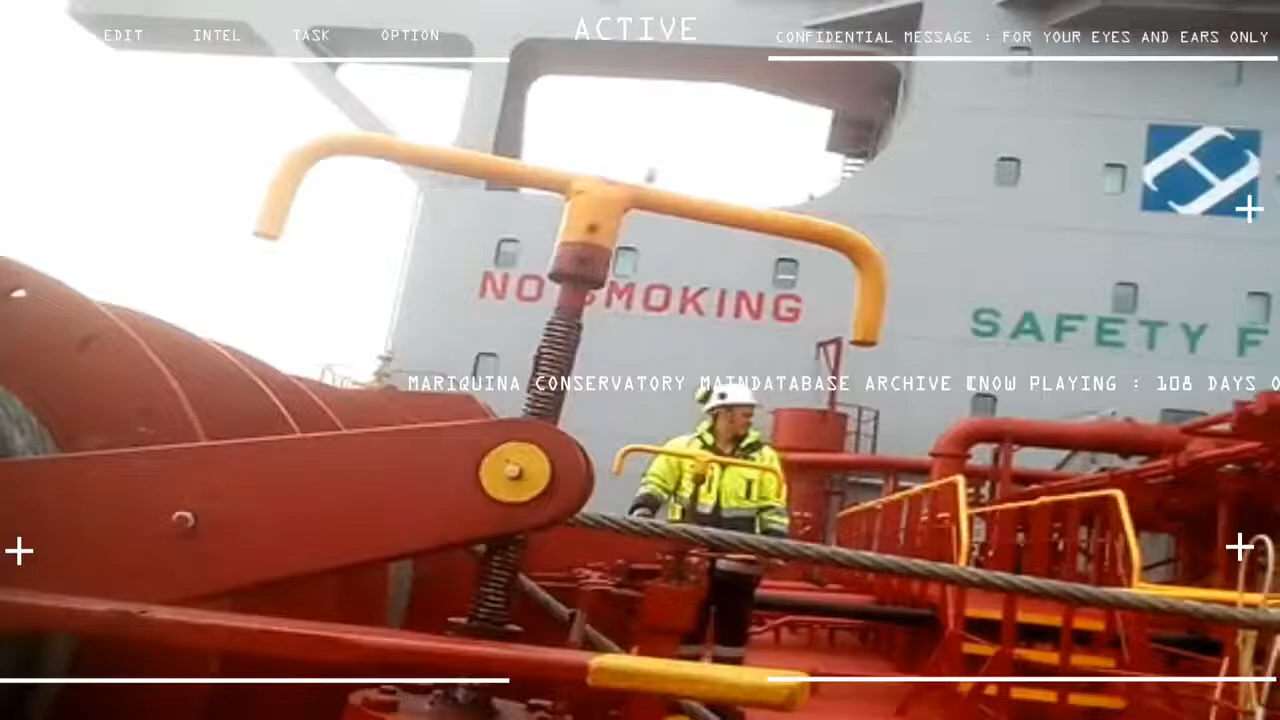 EDIT INTEL TASK OPTION
ACTIVE
CONFIDENTIAL MESSAGE : FOR YOUR EYES AND EARS ONLY
NO SMOKING
SAFETY F
MARIQUINA CONSERVATORY MAINDATABASE ARCHIVE
NOW PLAYING : 108 DAYS O